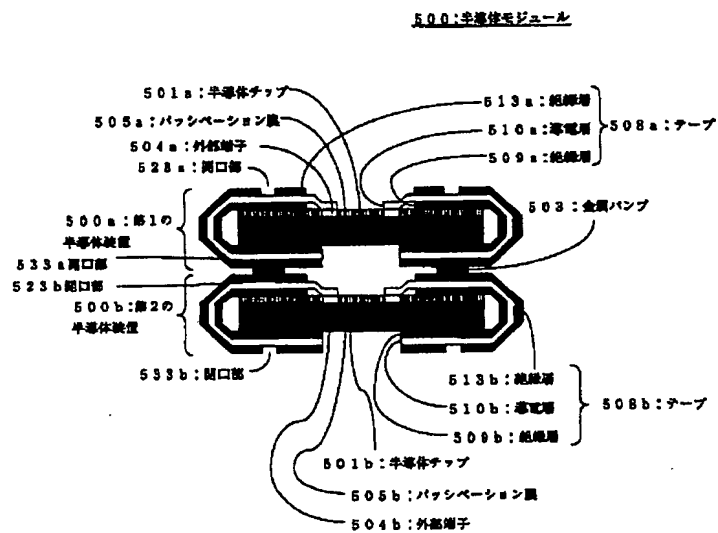 500:半導体モジュール
501a:半導体チップ
505a:パッシベーション膜
504a:外部端子
528a:開口部
500a:第1の
半導体装置
533a開口部
523b開口部
500b:第2の
半導体装置
533b:開口部
513a:絶縁層
510a:導電層
509a:絶縁層
508a:テープ
503:金属バンプ
513b:絶縁層
510b:導電層
509b:絶縁層
508b:テープ
501b:半導体チップ
505b:パッシベーション膜
504b:外部端子